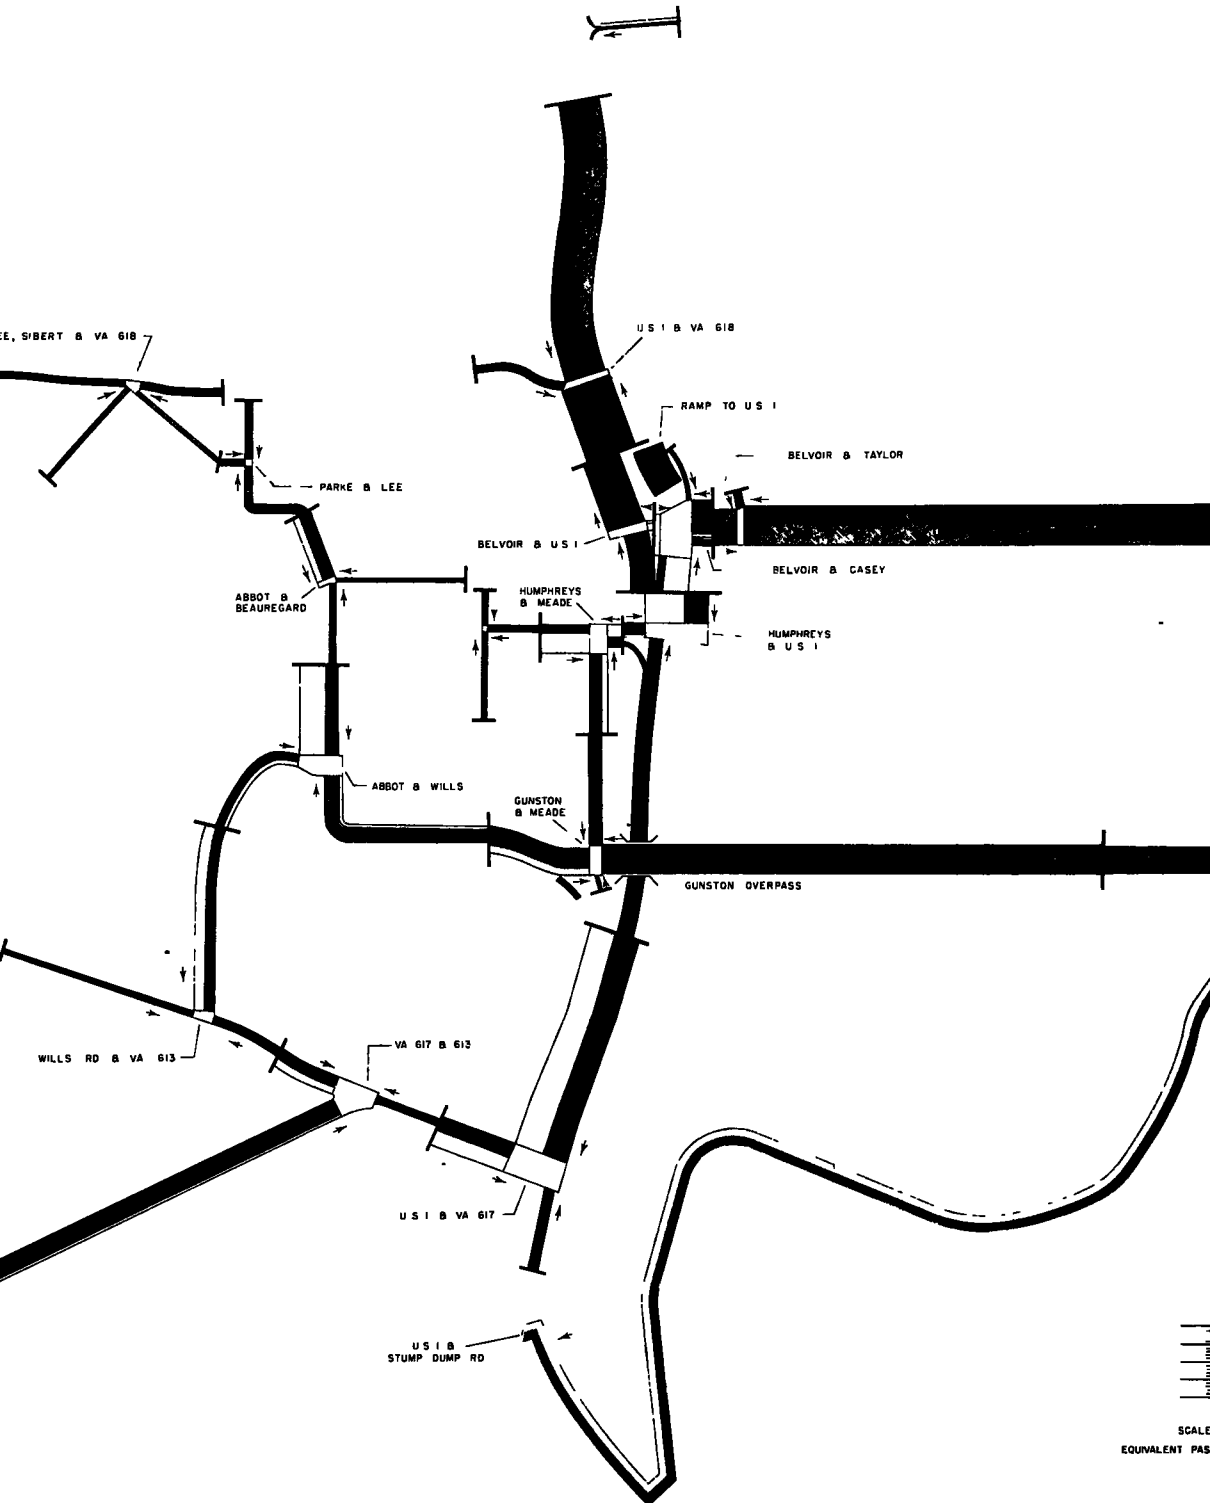 EE, SIBERT & VA 618
U S 1 & VA 618
RAMP TO U S 1
BELVOIR & TAYLOR
PARKE & LEE
BELVOIR & U S 1
BELVOIR & CASEY
ABBOT &
BEAUREGARD
HUMPHREYS
& MEADE
HUMPHREYS
& U S 1
ABBOT & WILLS
GUNSTON
& MEADE
GUNSTON OVERPASS
WILLS RD & VA 613
VA 617 & 613
U S 1 & VA 617
U S 1 &
STUMP DUMP RD
SCALE
EQUIVALENT PAS